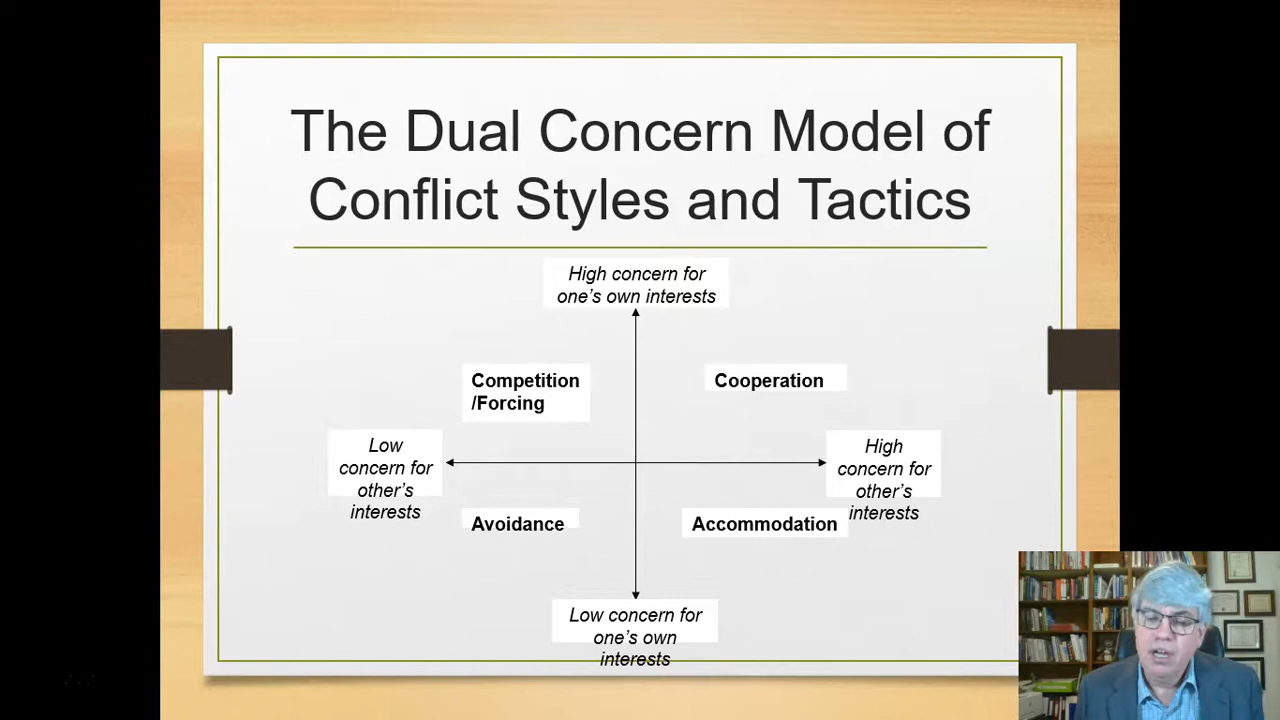 The Dual Concern Model of
Conflict Styles and Tactics
High concern for
one's own interests
Competition
/Forcing
Cooperation
Low
concern for
other's
interests
High
concern for
other's
interests
Avoidance
Accommodation
Low concern for
one's own
interests